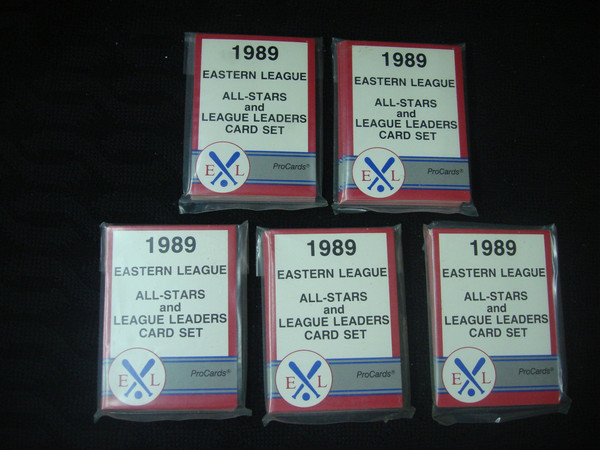 1989
EASTERN LEAGUE
ALL-STARS
and
LEAGUE LEADERS
CARD SET
E L
ProCards®
1989
EASTERN LEAGUE
ALL-STARS
and
LEAGUE LEADERS
CARD SET
E L
ProCards®
1989
EASTERN LEAGUE
ALL-STARS
and
LEAGUE LEADERS
CARD SET
E L
ProCards®
1989
EASTERN LEAGUE
ALL-STARS
and
LEAGUE LEADERS
CARD SET
E L
ProCards®
1989
EASTERN LEAGUE
ALL-STARS
and
LEAGUE LEADERS
CARD SET
E L
ProCards®